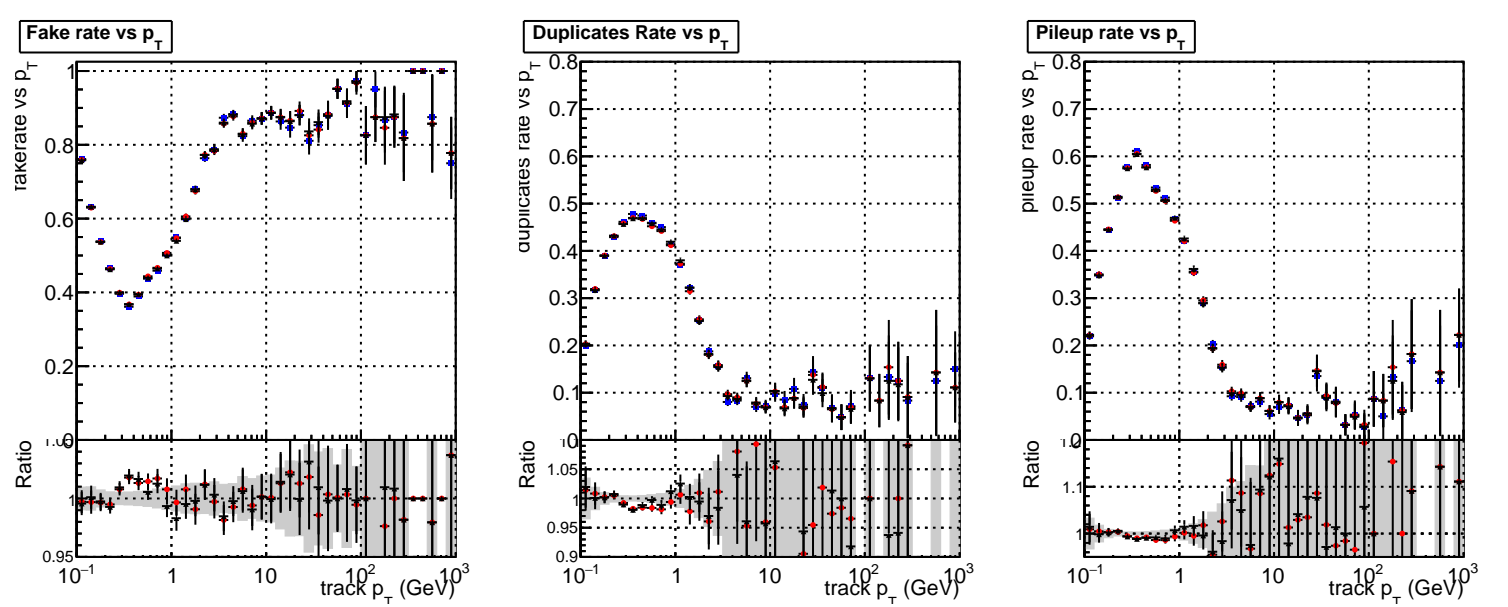 Fake rate vs p_T
Duplicates Rate vs p_T
Pileup rate vs p_T
fakerate vs p_T
1
0.8
0.6
0.4
0.2
Ratio
1
0.95
10^−1 1 10 10^2 10^3
track p_T (GeV)
duplicates rate vs p_T
0.8
0.7
0.6
0.5
0.4
0.3
0.2
0.1
Ratio
1.05
1
0.95
0.9
10^−1 1 10 10^2 10^3
track p_T (GeV)
pileup rate vs p_T
0.8
0.7
0.6
0.5
0.4
0.3
0.2
0.1
Ratio
1.1
1
10^−1 1 10 10^2 10^3
track p_T (GeV)